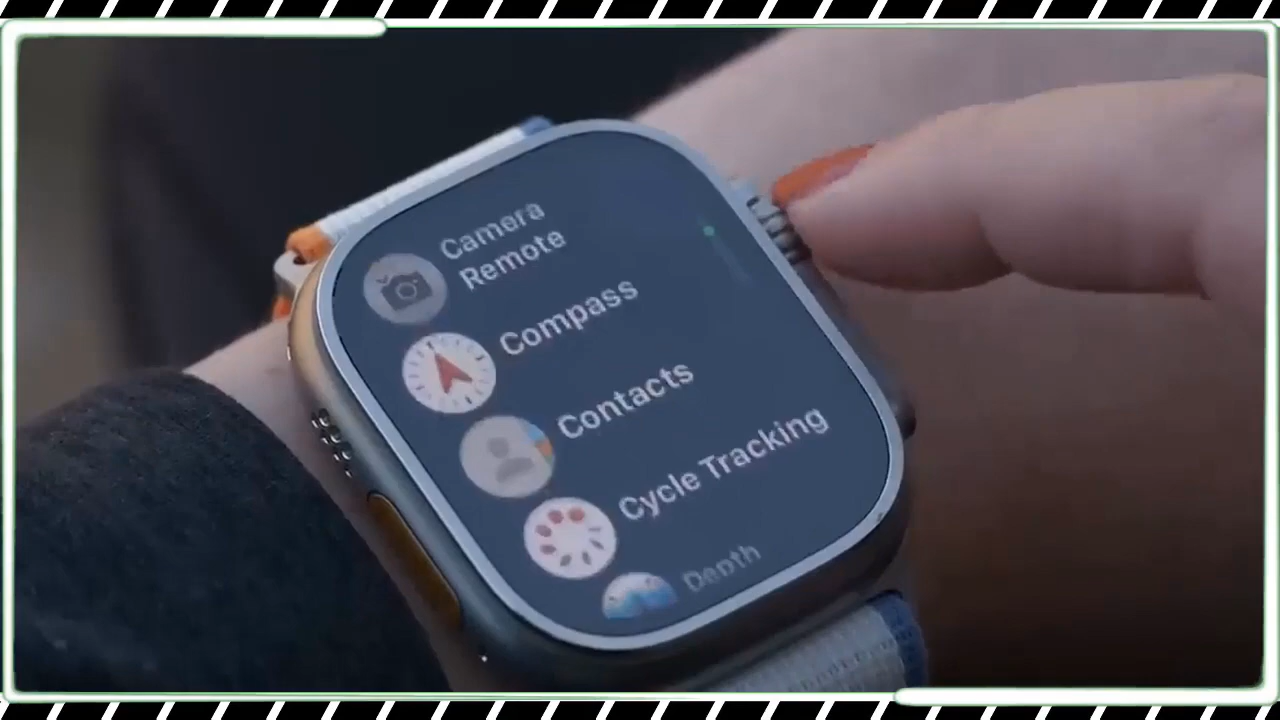 Camera
Remote
Compass
Contacts
Cycle Tracking
Depth